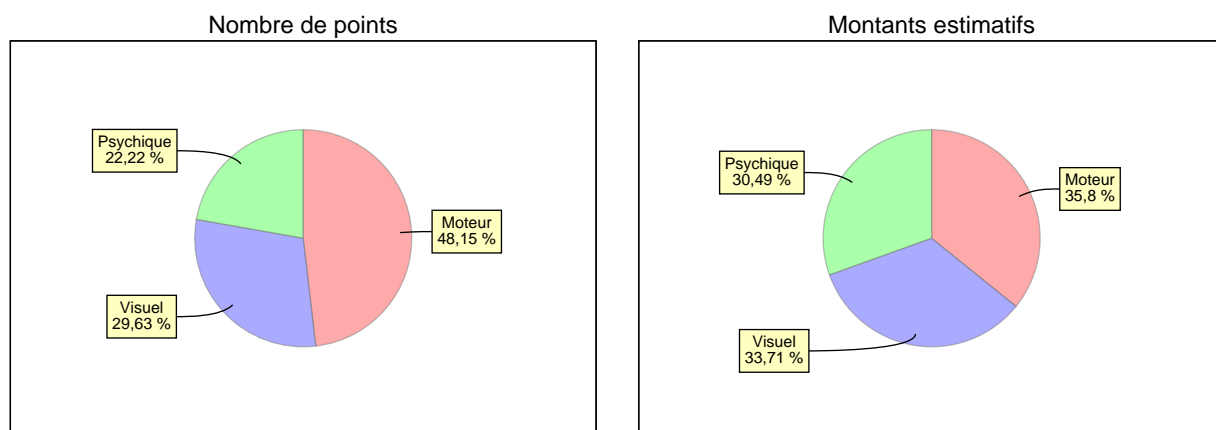 Nombre de points
Psychique
22,22 %
Moteur
48,15 %
Visuel
29,63 %
Montants estimatifs
Psychique
30,49 %
Moteur
35,8 %
Visuel
33,71 %